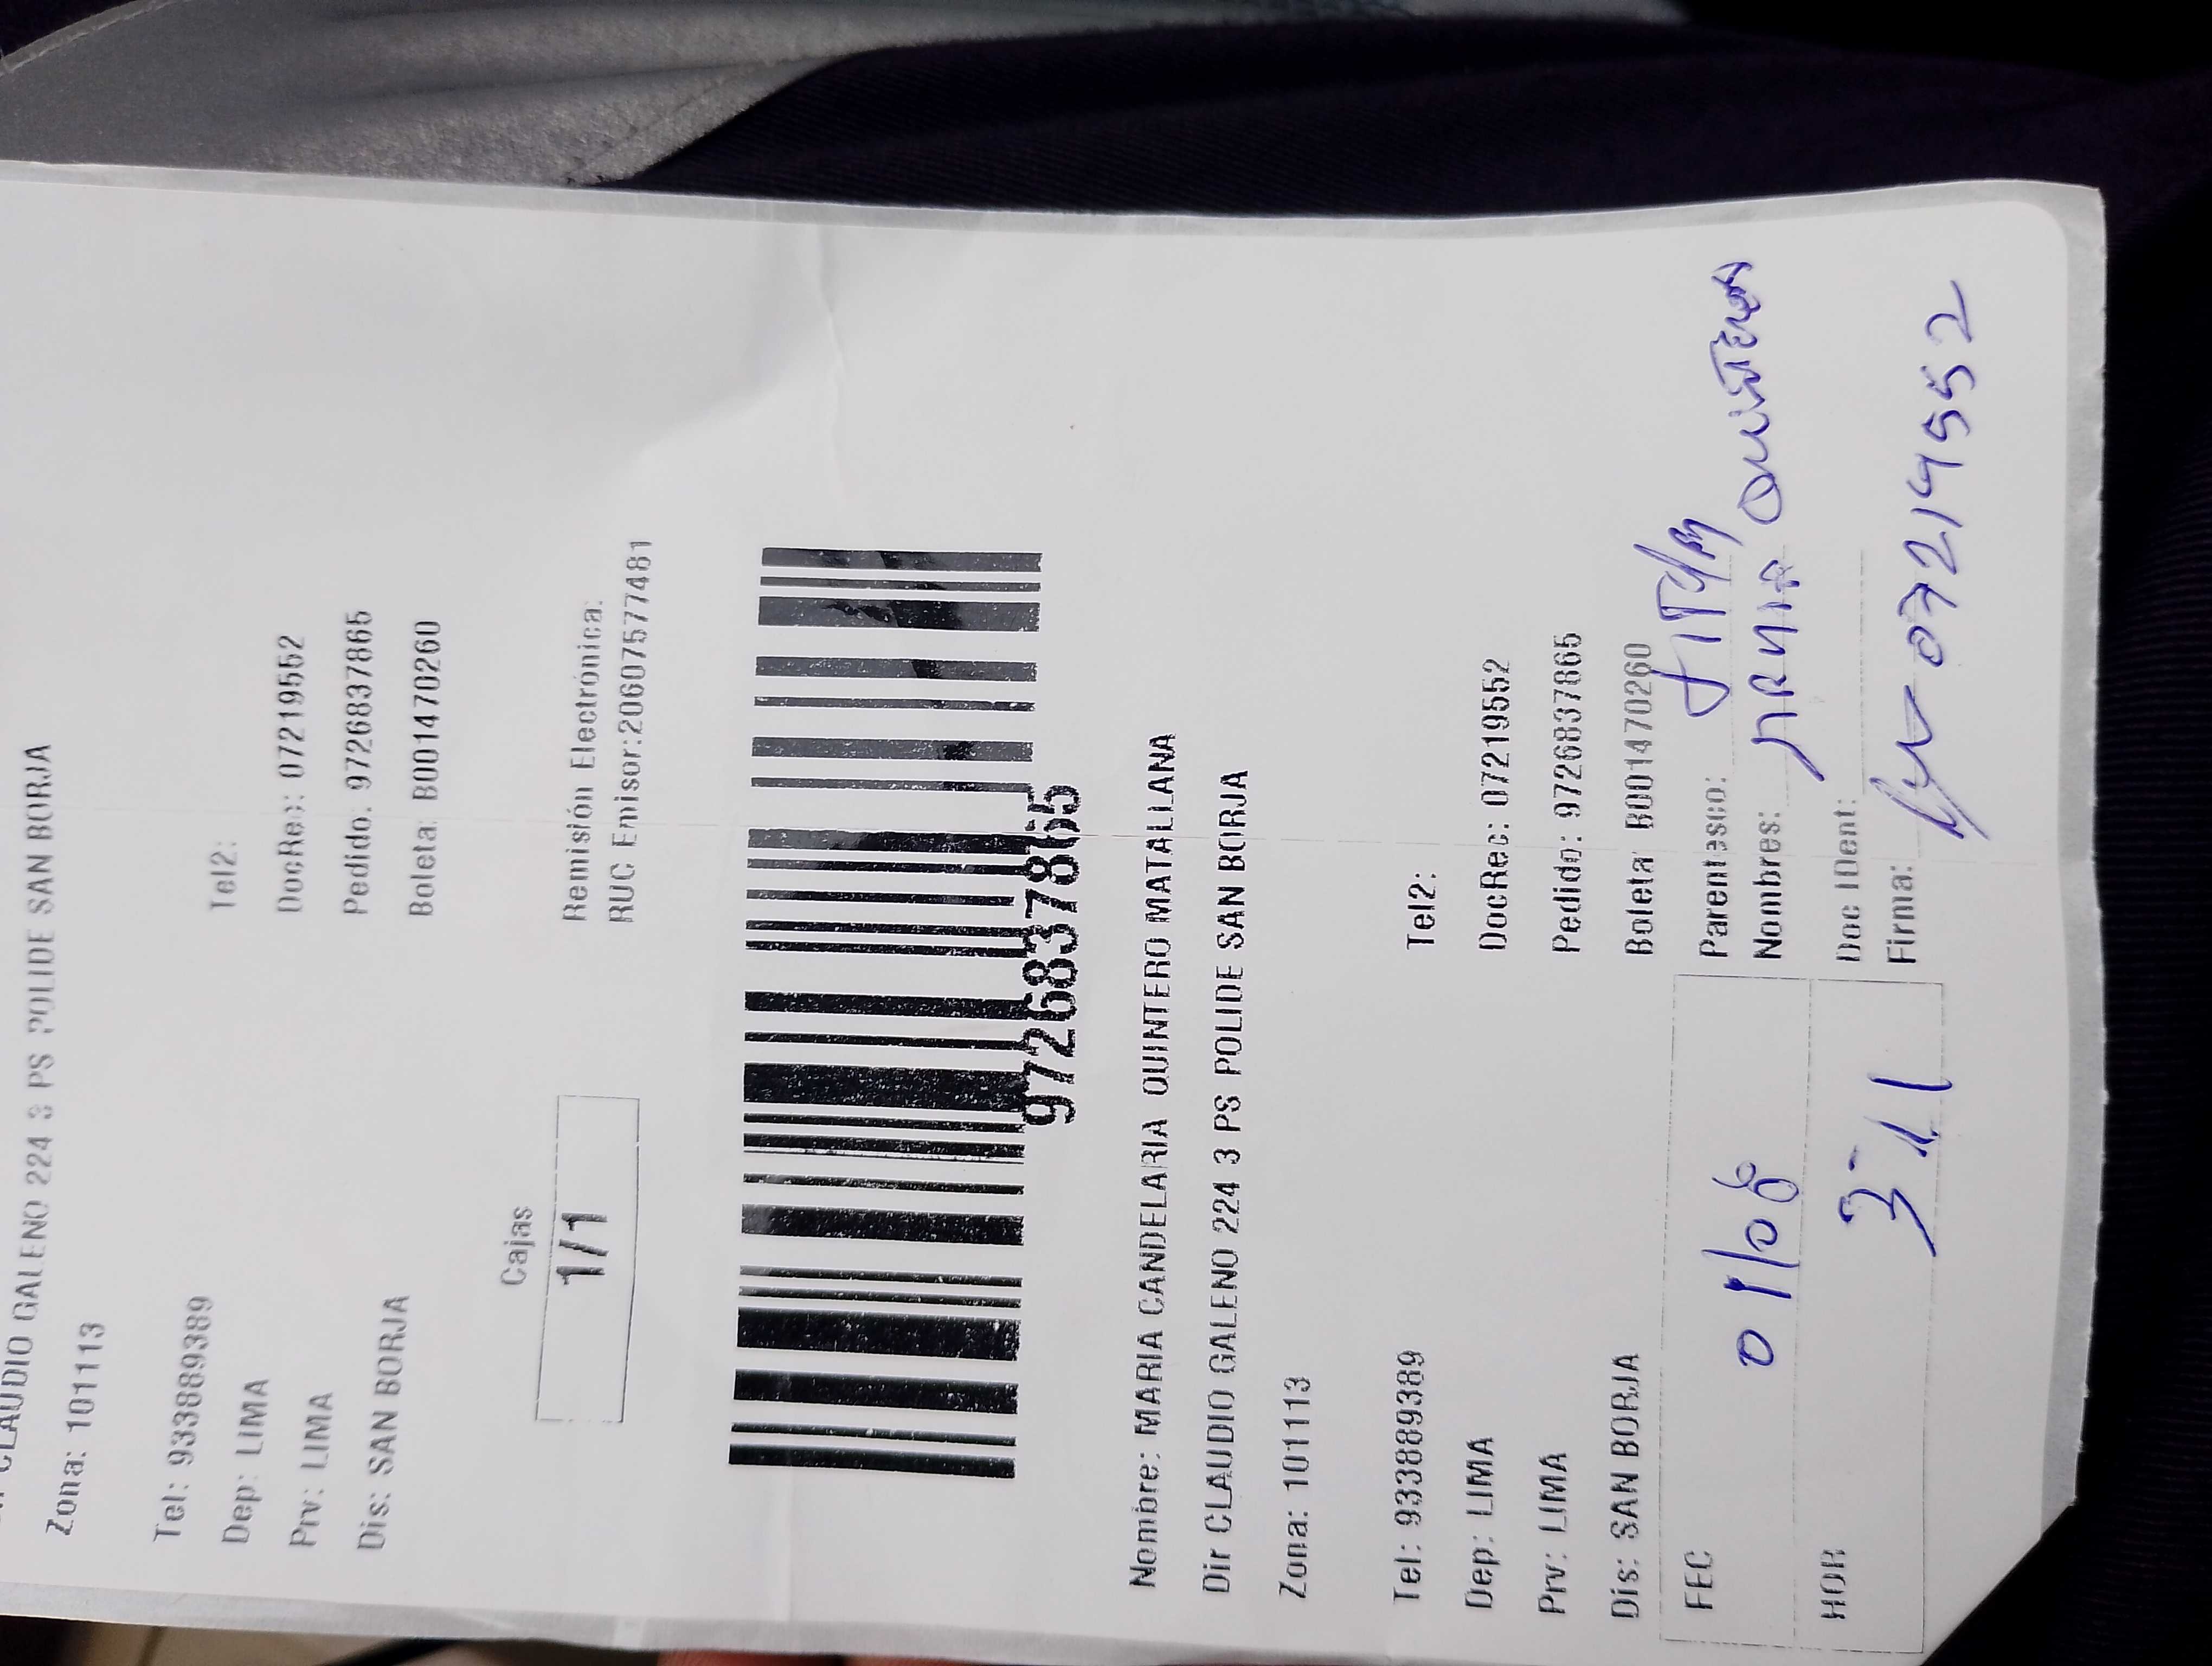 CLAUDIO GALENO 224 3 PS POLIDE SAN BORJA
Zona: 101113
Tel: 933889389 Tel2:
Dep: LIMA DocRec: 07219552
Prv: LIMA Pedido: 9726837865
Dis: SAN BORJA Boleta: B001470260
Cajas
1/1
Remisión Electrónica:
RUC Emisor:20607577481
9726837865
Nombre: MARIA CANDELARIA QUINTERO MATALLANA
Dir CLAUDIO GALENO 224 3 PS POLIDE SAN BORJA
Zona: 101113
Tel: 933889389 Tel2:
Dep: LIMA DocRec: 07219552
Prv: LIMA Pedido: 9726837865
Dis: SAN BORJA Boleta: B001470260
FEC 01/08 Parentesco:
Nombres:
HOR Doc IDent:
Firma: 07219552